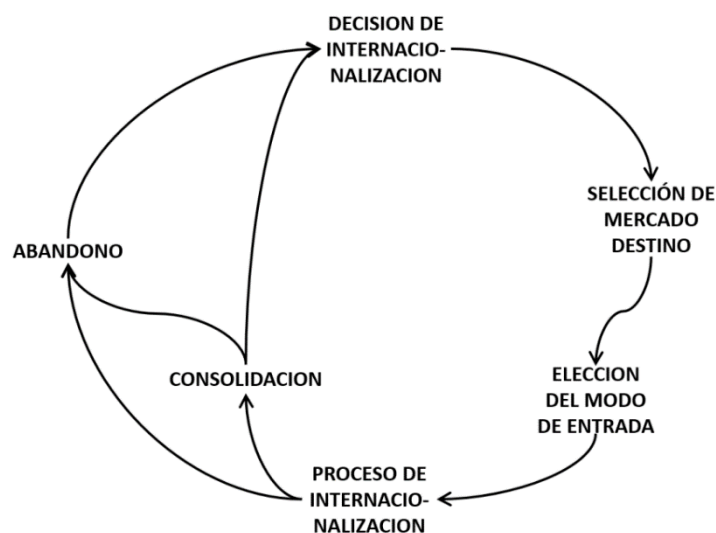 DECISION DE
INTERNACIO-
NALIZACION
SELECCIÓN DE
MERCADO
DESTINO
ABANDONO
CONSOLIDACION
ELECCION
DEL MODO
DE ENTRADA
PROCESO DE
INTERNACIO-
NALIZACION